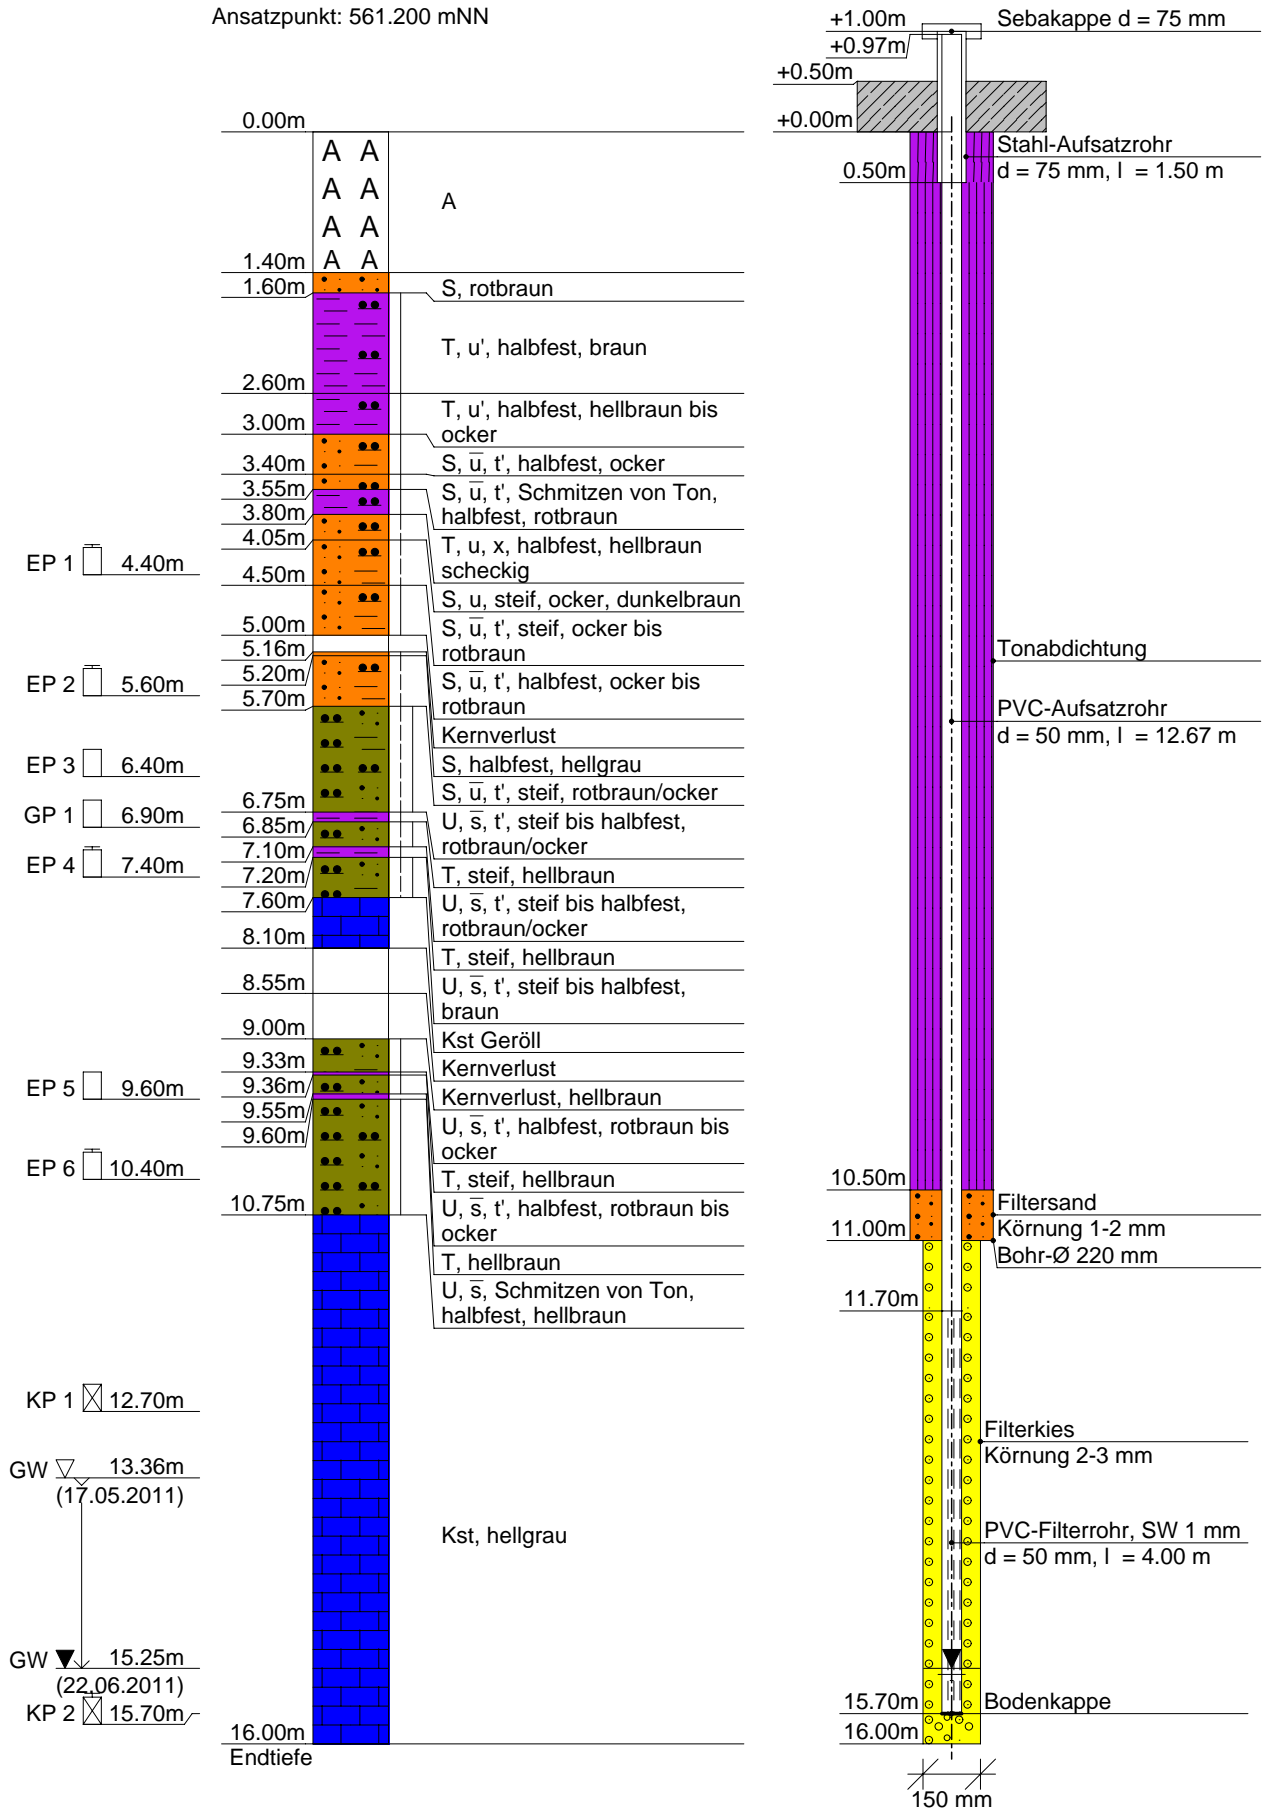 Ansatzpunkt: 561.200 mNN
0.00m
1.40m
1.60m
2.60m
3.00m
3.40m
3.55m
3.80m
4.05m
4.50m
5.00m
5.16m
5.20m
5.70m
6.75m
6.85m
7.10m
7.20m
7.60m
8.10m
8.55m
9.00m
9.33m
9.36m
9.55m
9.60m
10.75m
16.00m
Endtiefe
A A
A A
A A
A A
EP 1 4.40m
EP 2 5.60m
EP 3 6.40m
GP 1 6.90m
EP 4 7.40m
EP 5 9.60m
EP 6 10.40m
KP 1 12.70m
GW 13.36m
(17.05.2011)
GW 15.25m
(22.06.2011)
KP 2 15.70m
A
S, rotbraun
T, u', halbfest, braun
T, u', halbfest, hellbraun bis
ocker
S, u̅, t', halbfest, ocker
S, u̅, t', Schmitzen von Ton,
halbfest, rotbraun
T, u, x, halbfest, hellbraun
scheckig
S, u, steif, ocker, dunkelbraun
S, u̅, t', steif, ocker bis
rotbraun
S, u̅, t', halbfest, ocker bis
rotbraun
Kernverlust
S, halbfest, hellgrau
S, u̅, t', steif, rotbraun/ocker
U, s̅, t', steif bis halbfest,
rotbraun/ocker
T, steif, hellbraun
U, s̅, t', steif bis halbfest,
rotbraun/ocker
T, steif, hellbraun
U, s̅, t', steif bis halbfest,
braun
Kst Geröll
Kernverlust
Kernverlust, hellbraun
U, s̅, t', halbfest, rotbraun bis
ocker
T, steif, hellbraun
U, s̅, t', halbfest, rotbraun bis
ocker
T, hellbraun
U, s̅, Schmitzen von Ton,
halbfest, hellbraun
Kst, hellgrau
+1.00m
+0.97m
+0.50m
+0.00m
0.50m
10.50m
11.00m
11.70m
15.70m
16.00m
Sebakappe d = 75 mm
Stahl-Aufsatzrohr
d = 75 mm, l = 1.50 m
Tonabdichtung
PVC-Aufsatzrohr
d = 50 mm, l = 12.67 m
Filtersand
Körnung 1-2 mm
Bohr-Ø 220 mm
Filterkies
Körnung 2-3 mm
PVC-Filterrohr, SW 1 mm
d = 50 mm, l = 4.00 m
Bodenkappe
150 mm